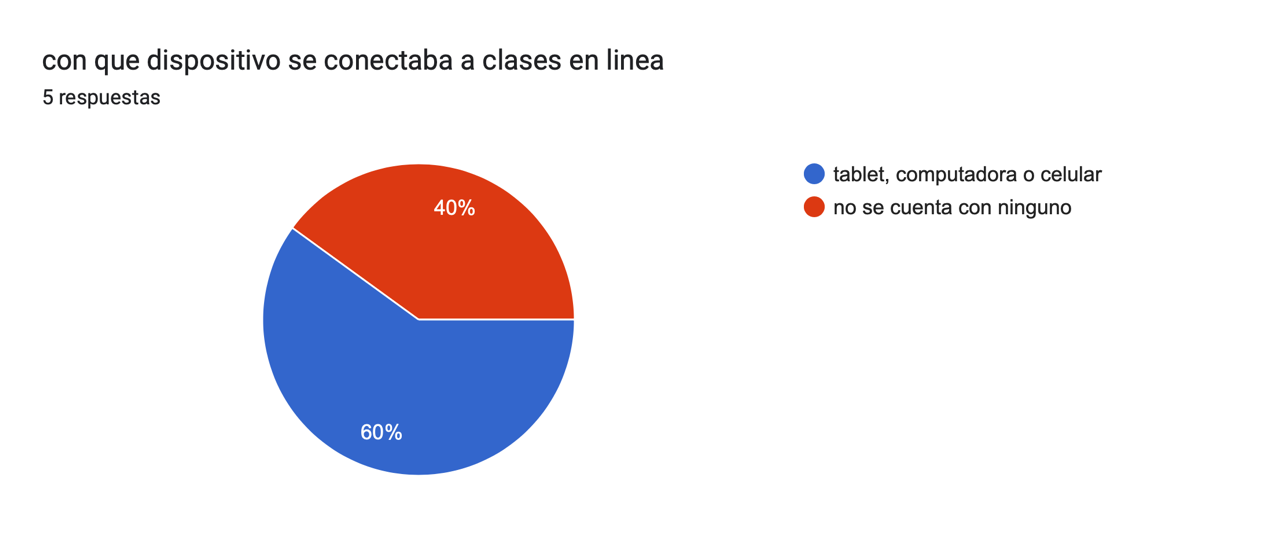 con que dispositivo se conectaba a clases en linea
5 respuestas
tablet, computadora o celular
no se cuenta con ninguno
40%
60%